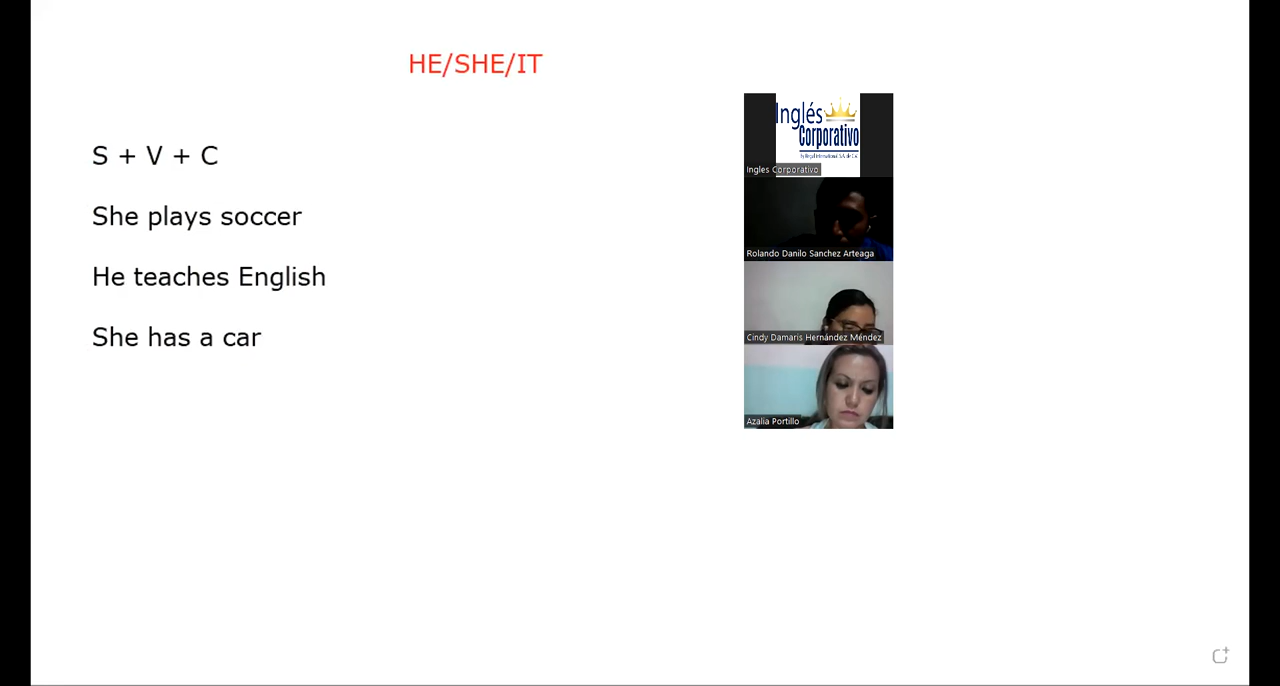 HE/SHE/IT
S + V + C
She plays soccer
He teaches English
She has a car
Inglés
Corporativo
Ingles Corporativo
Rolando Danilo Sanchez Arteaga
Cindy Damaris Hernández Méndez
Azalia Portillo